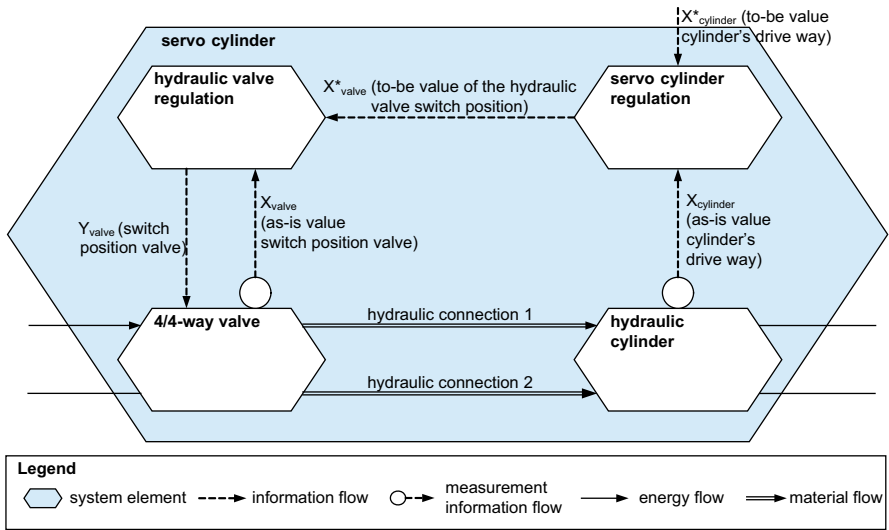 X*cylinder (to-be value
cylinder's drive way)
servo cylinder
hydraulic valve
regulation
X*valve (to-be value of the hydraulic
valve switch position)
servo cylinder
regulation
Yvalve (switch
position valve)
Xvalve
(as-is value
switch position valve)
Xcylinder
(as-is value
cylinder's
drive way)
4/4-way valve
hydraulic connection 1
hydraulic
cylinder
hydraulic connection 2
Legend
system element
information flow
measurement
information flow
energy flow
material flow